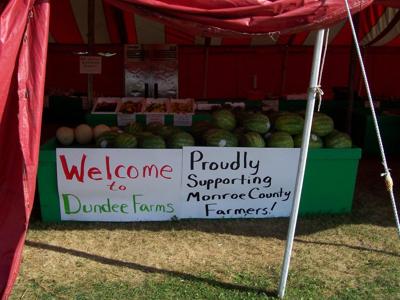 Welcome
to
Dundee Farms
Proudly
Supporting
Monroe County
Farmers!